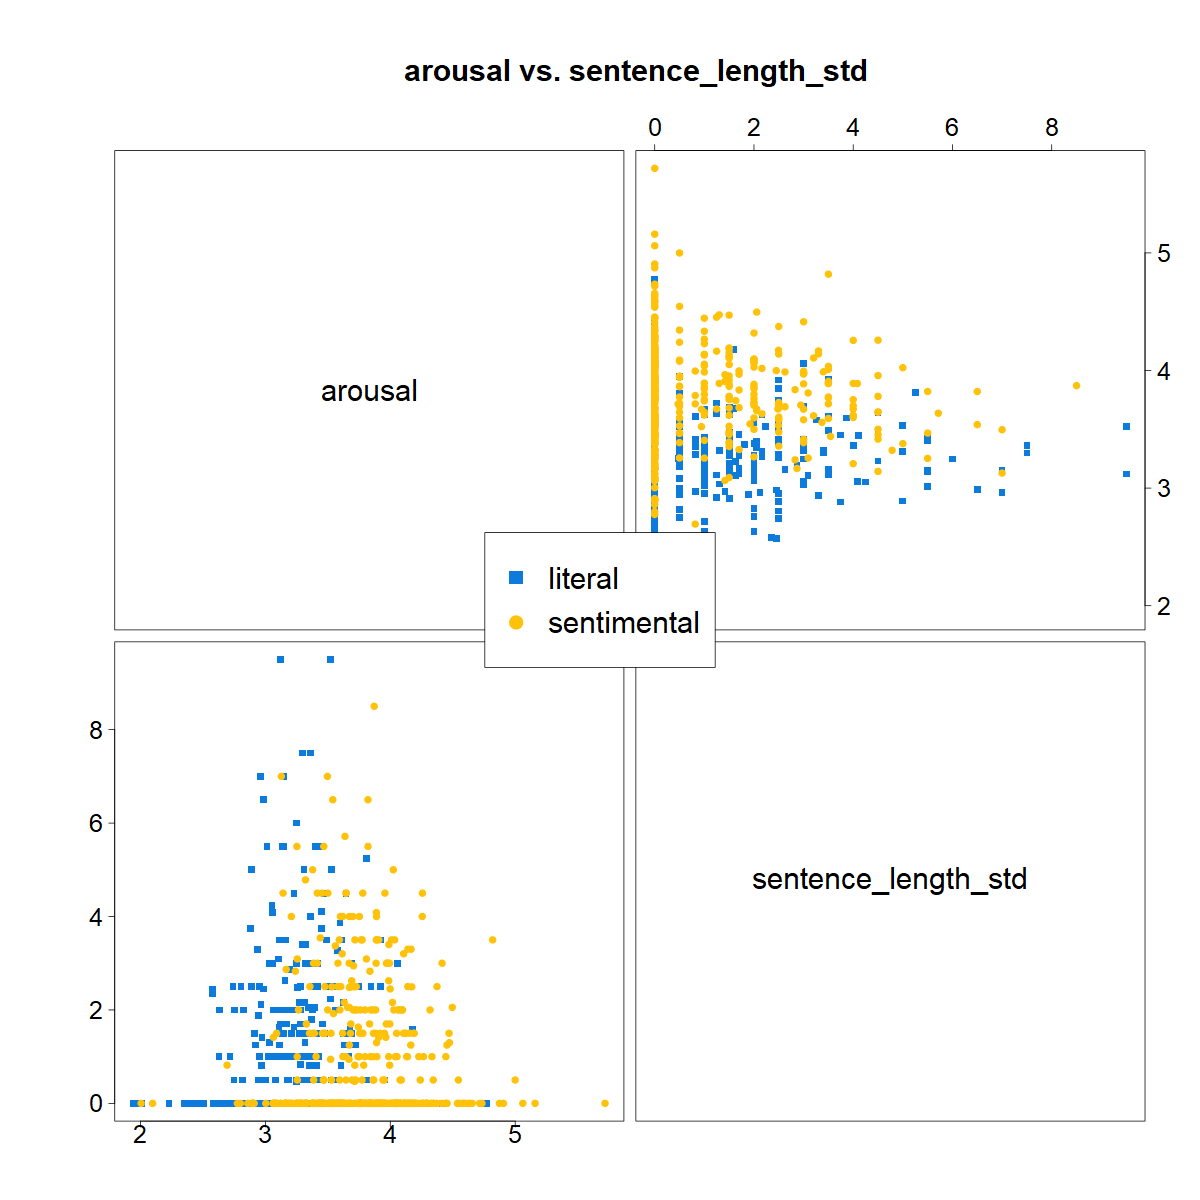 arousal vs. sentence_length_std
0 2 4 6 8
arousal
5
4
3
2
literal
sentimental
8
6
4
2
0
sentence_length_std
2 3 4 5